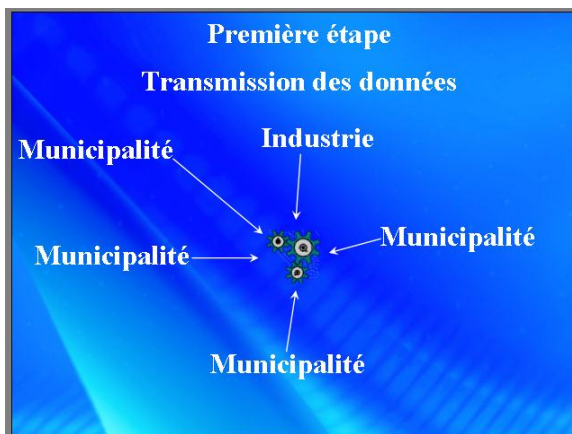 Première étape
Transmission des données
Industrie
Municipalité
Municipalité
Municipalité
Municipalité